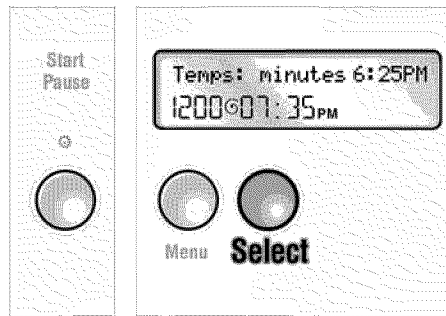 Start
Pause
Temps: minutes 6:25PM
1200 07:35PM
Menu
Select